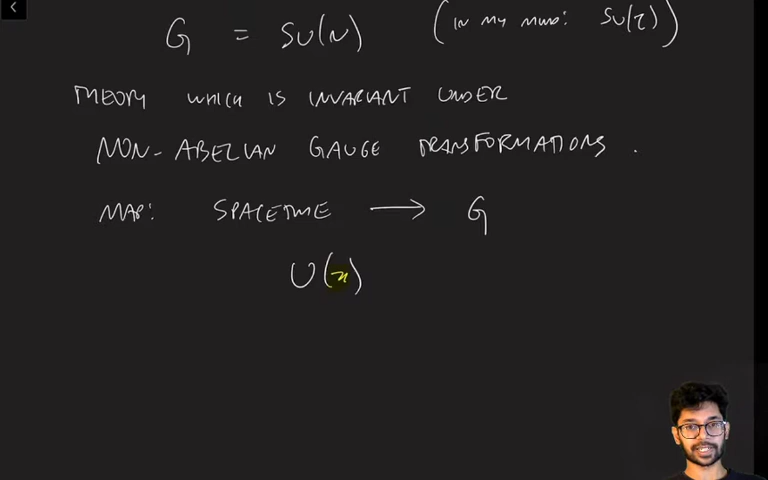 G = SU(N) (IN MY MIND: SU(2))
THEORY WHICH IS INVARIANT UNDER
NON-ABELIAN GAUGE TRANSFORMATIONS.
MAP: SPACETIME → G
U(x)